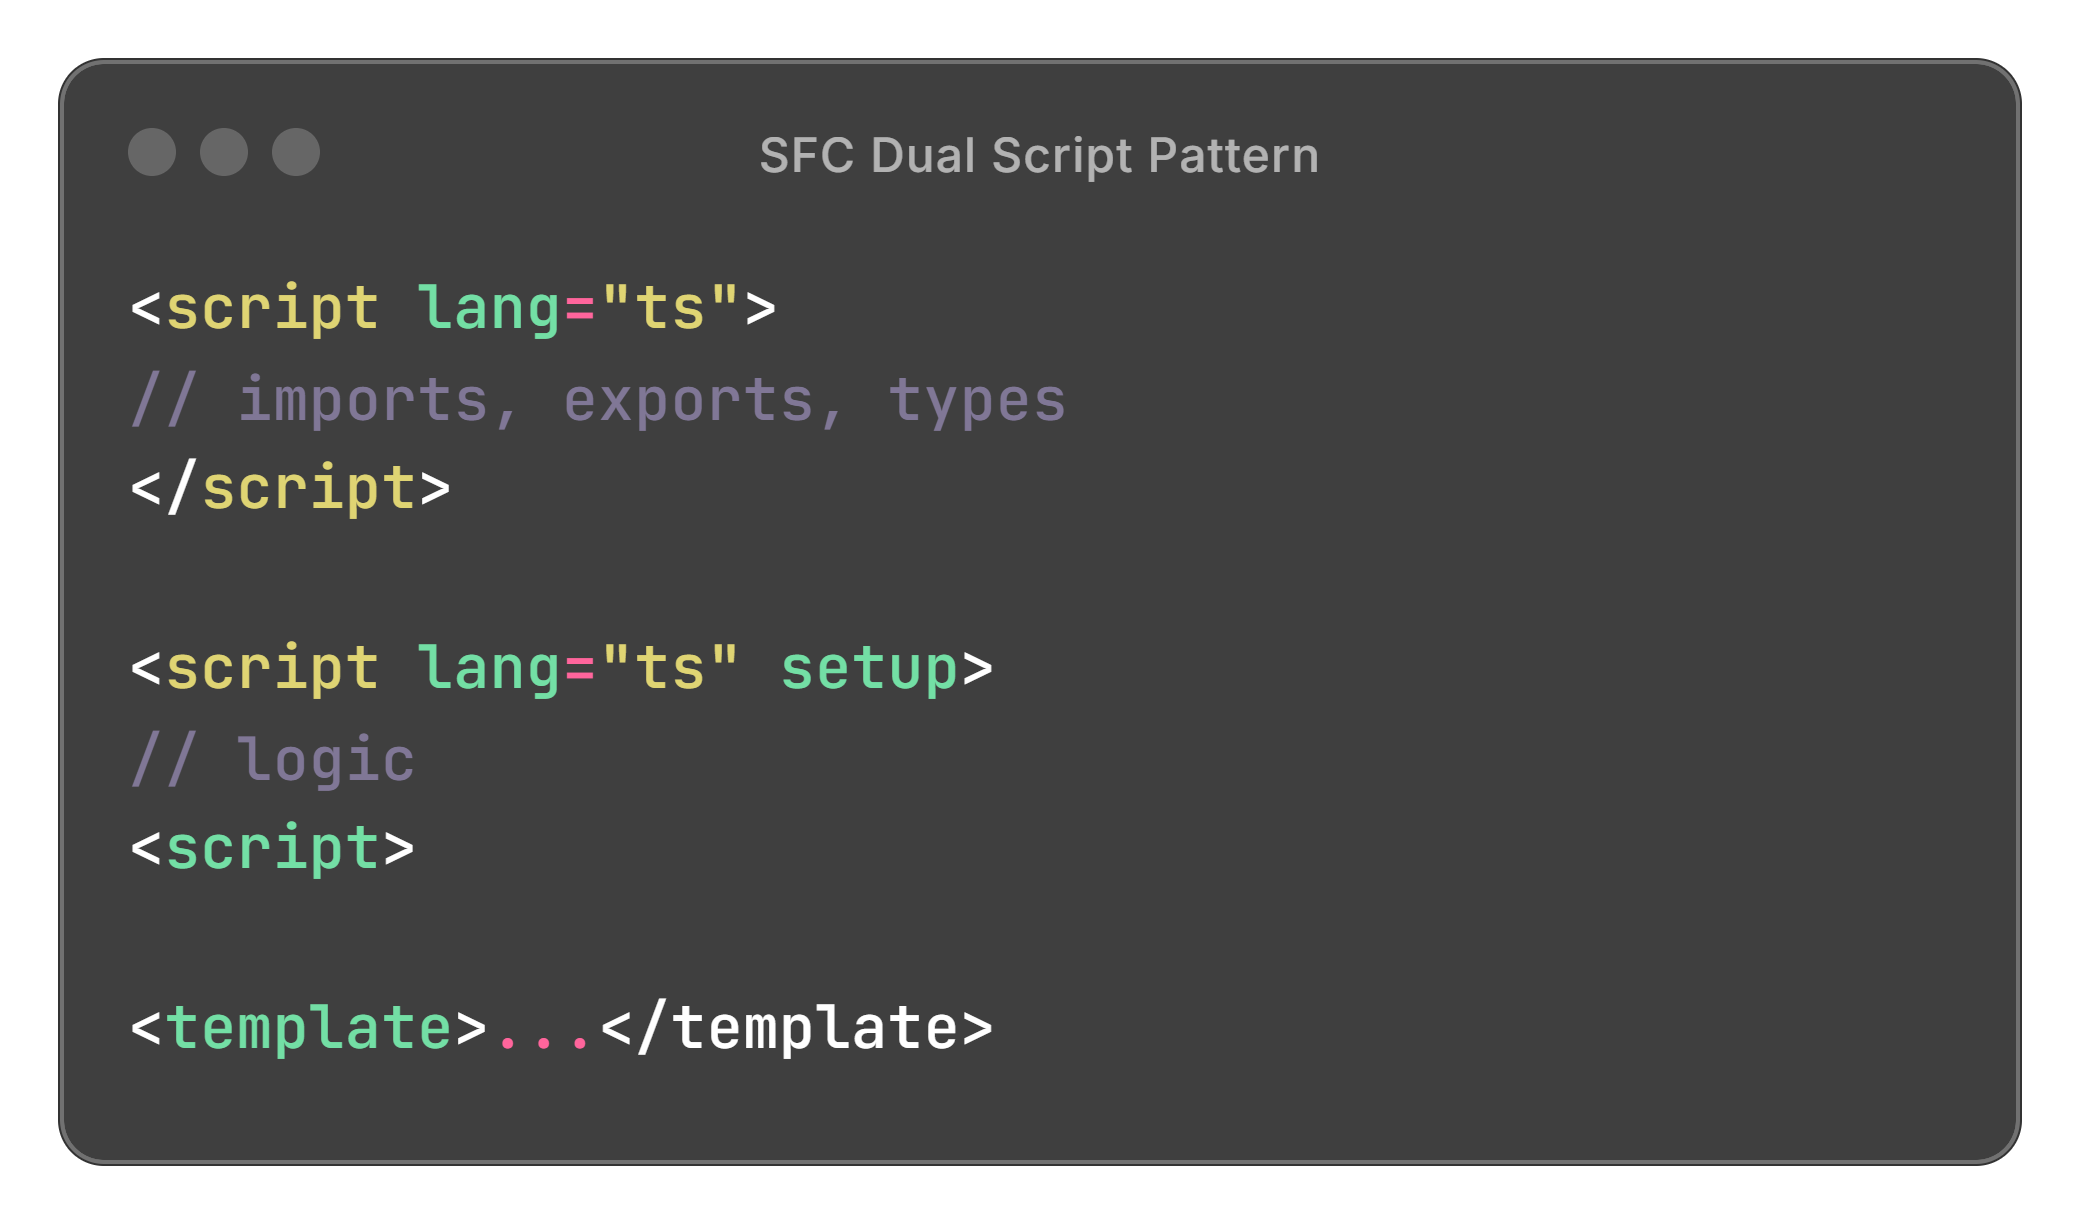 SFC Dual Script Pattern
<script lang="ts">
// imports, exports, types
</script>
<script lang="ts" setup>
// logic
<script>
<template>...</template>